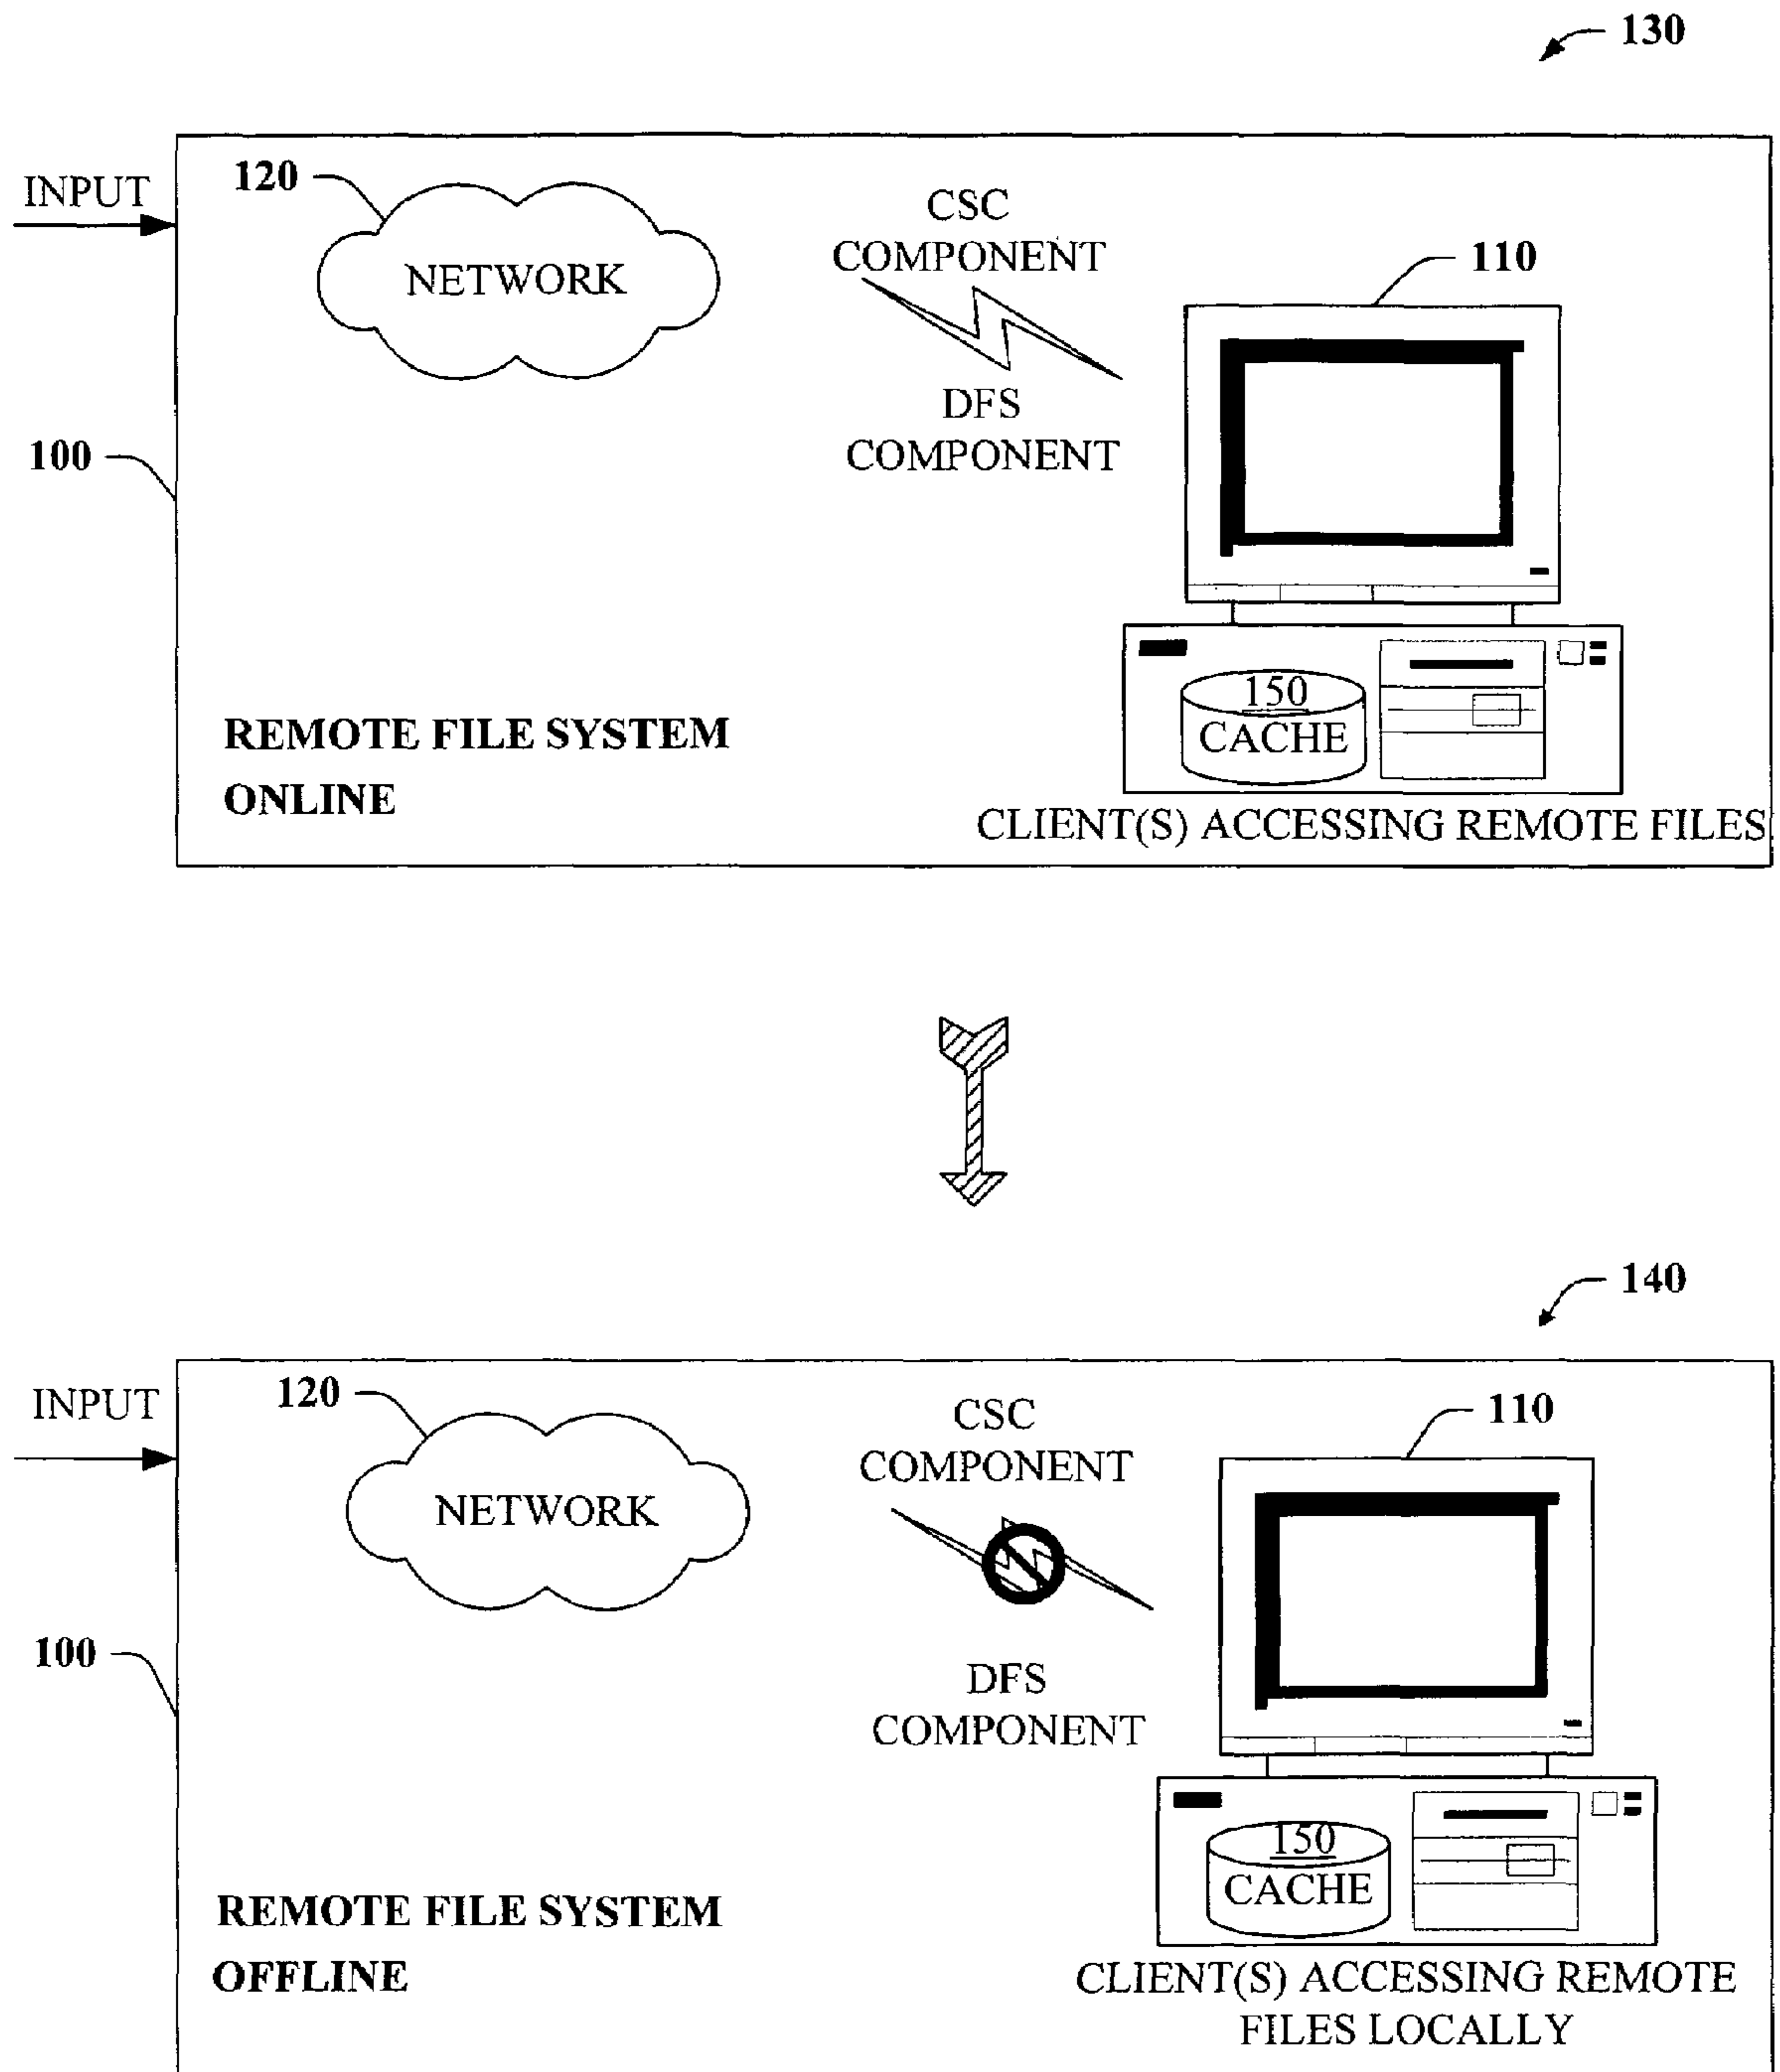 130
INPUT
120
NETWORK
CSC
COMPONENT
DFS
COMPONENT
110
100
150
CACHE
REMOTE FILE SYSTEM
ONLINE
CLIENT(S) ACCESSING REMOTE FILES
140
INPUT
120
NETWORK
CSC
COMPONENT
DFS
COMPONENT
110
100
150
CACHE
REMOTE FILE SYSTEM
OFFLINE
CLIENT(S) ACCESSING REMOTE
FILES LOCALLY